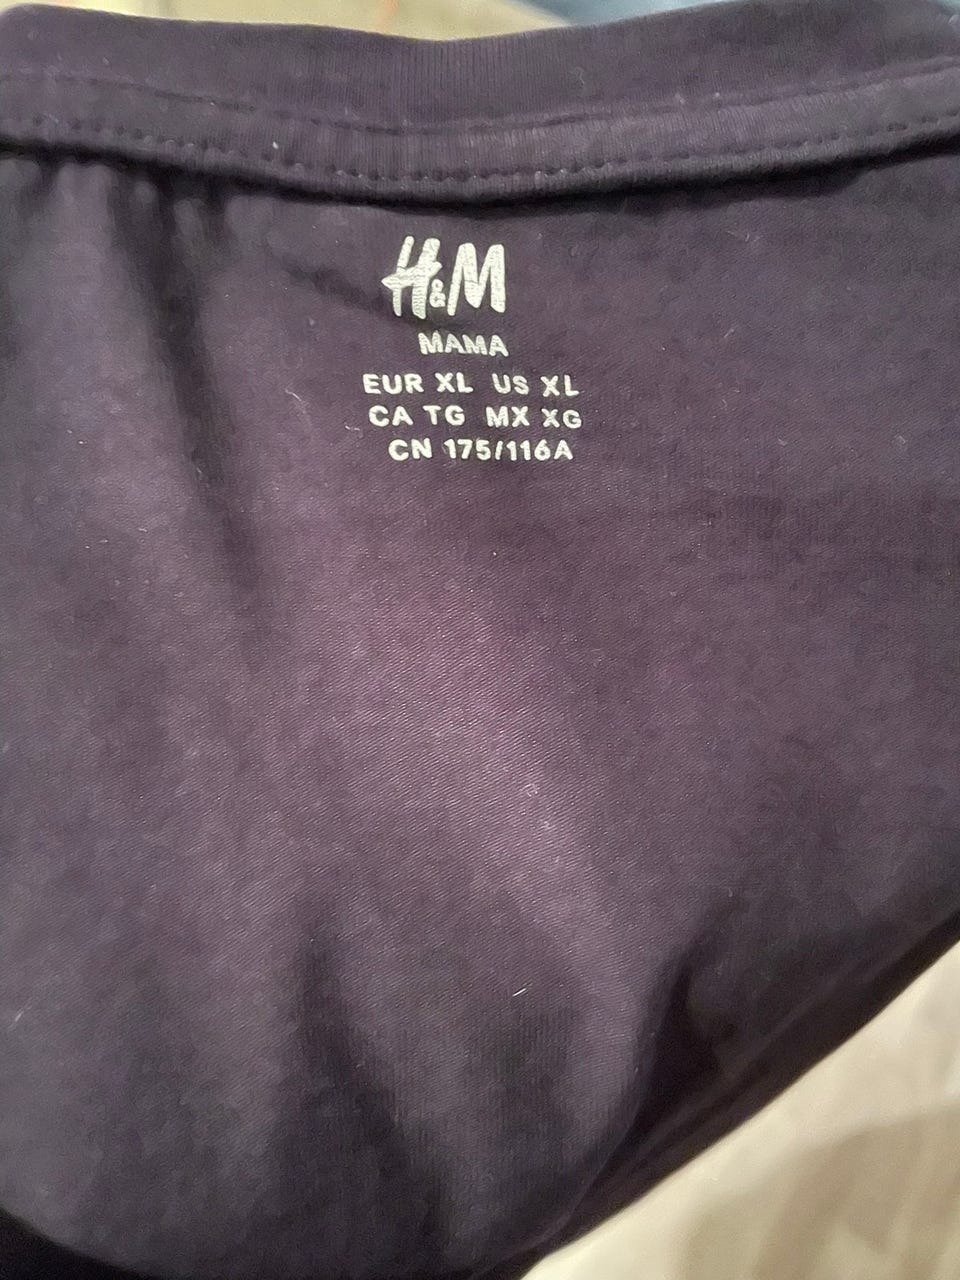 H&M
MAMA
EUR XL US XL
CA TG MX XG
CN 175/116A